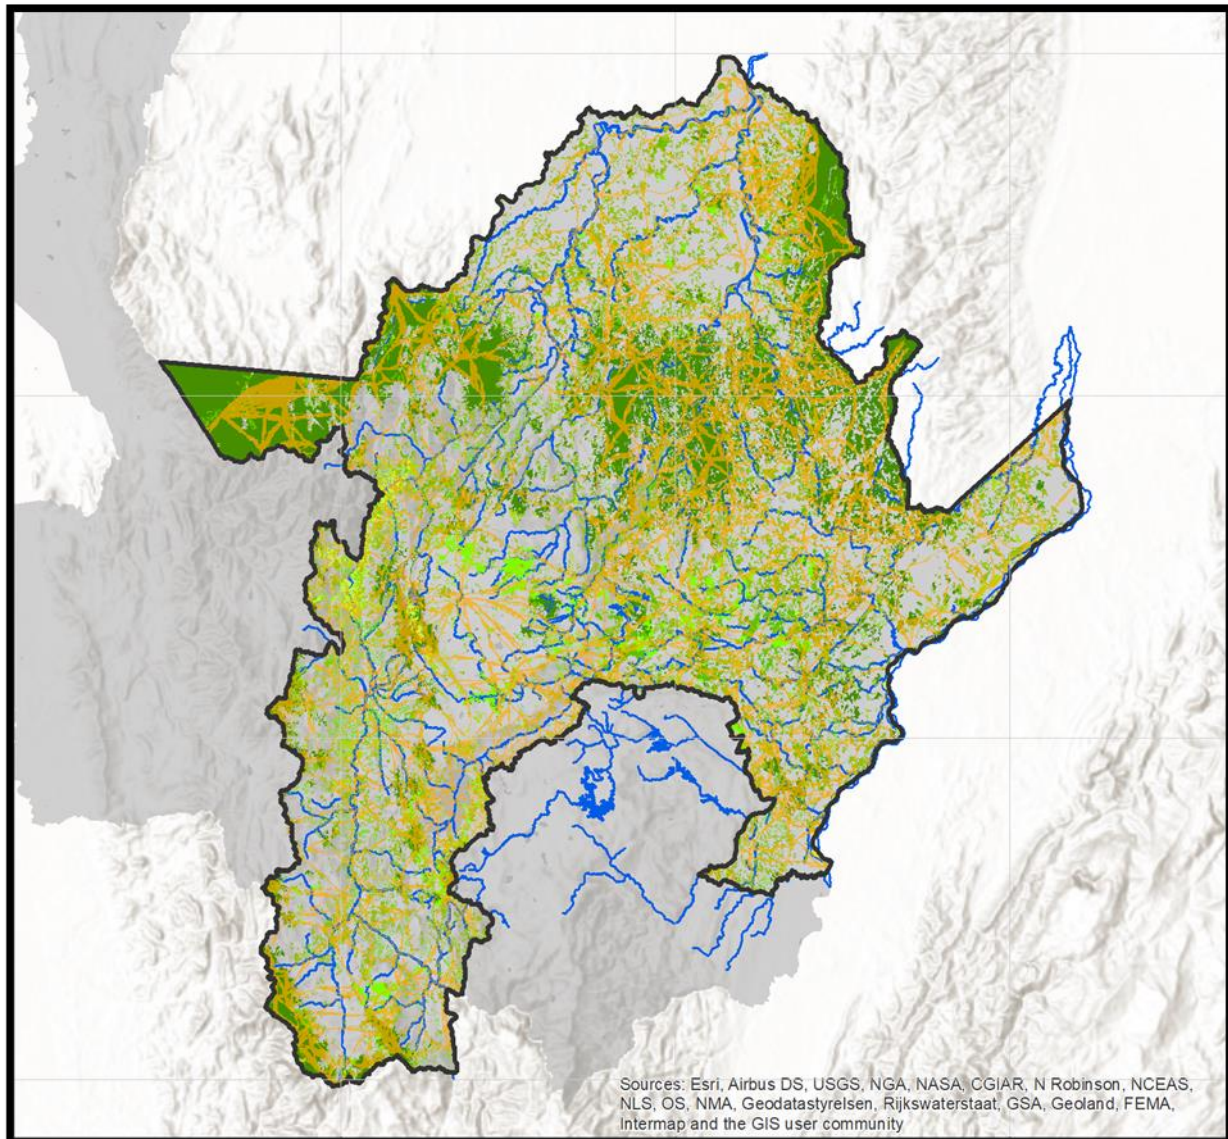 Sources: Esri, Airbus DS, USGS, NGA, NASA, CGIAR, N Robinson, NCEAS,
NLS, OS, NMA, Geodatastyrelsen, Rijkswaterstaat, GSA, Geoland, FEMA,
Intermap and the GIS user community